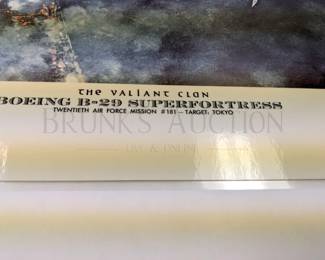 THE VALIANT CLAN
BOEING B-29 SUPERFORTRESS
TWENTIETH AIR FORCE MISSION #181 — TARGET: TOKYO
BRUNK'S AUCTION
LIVE & ONLINE